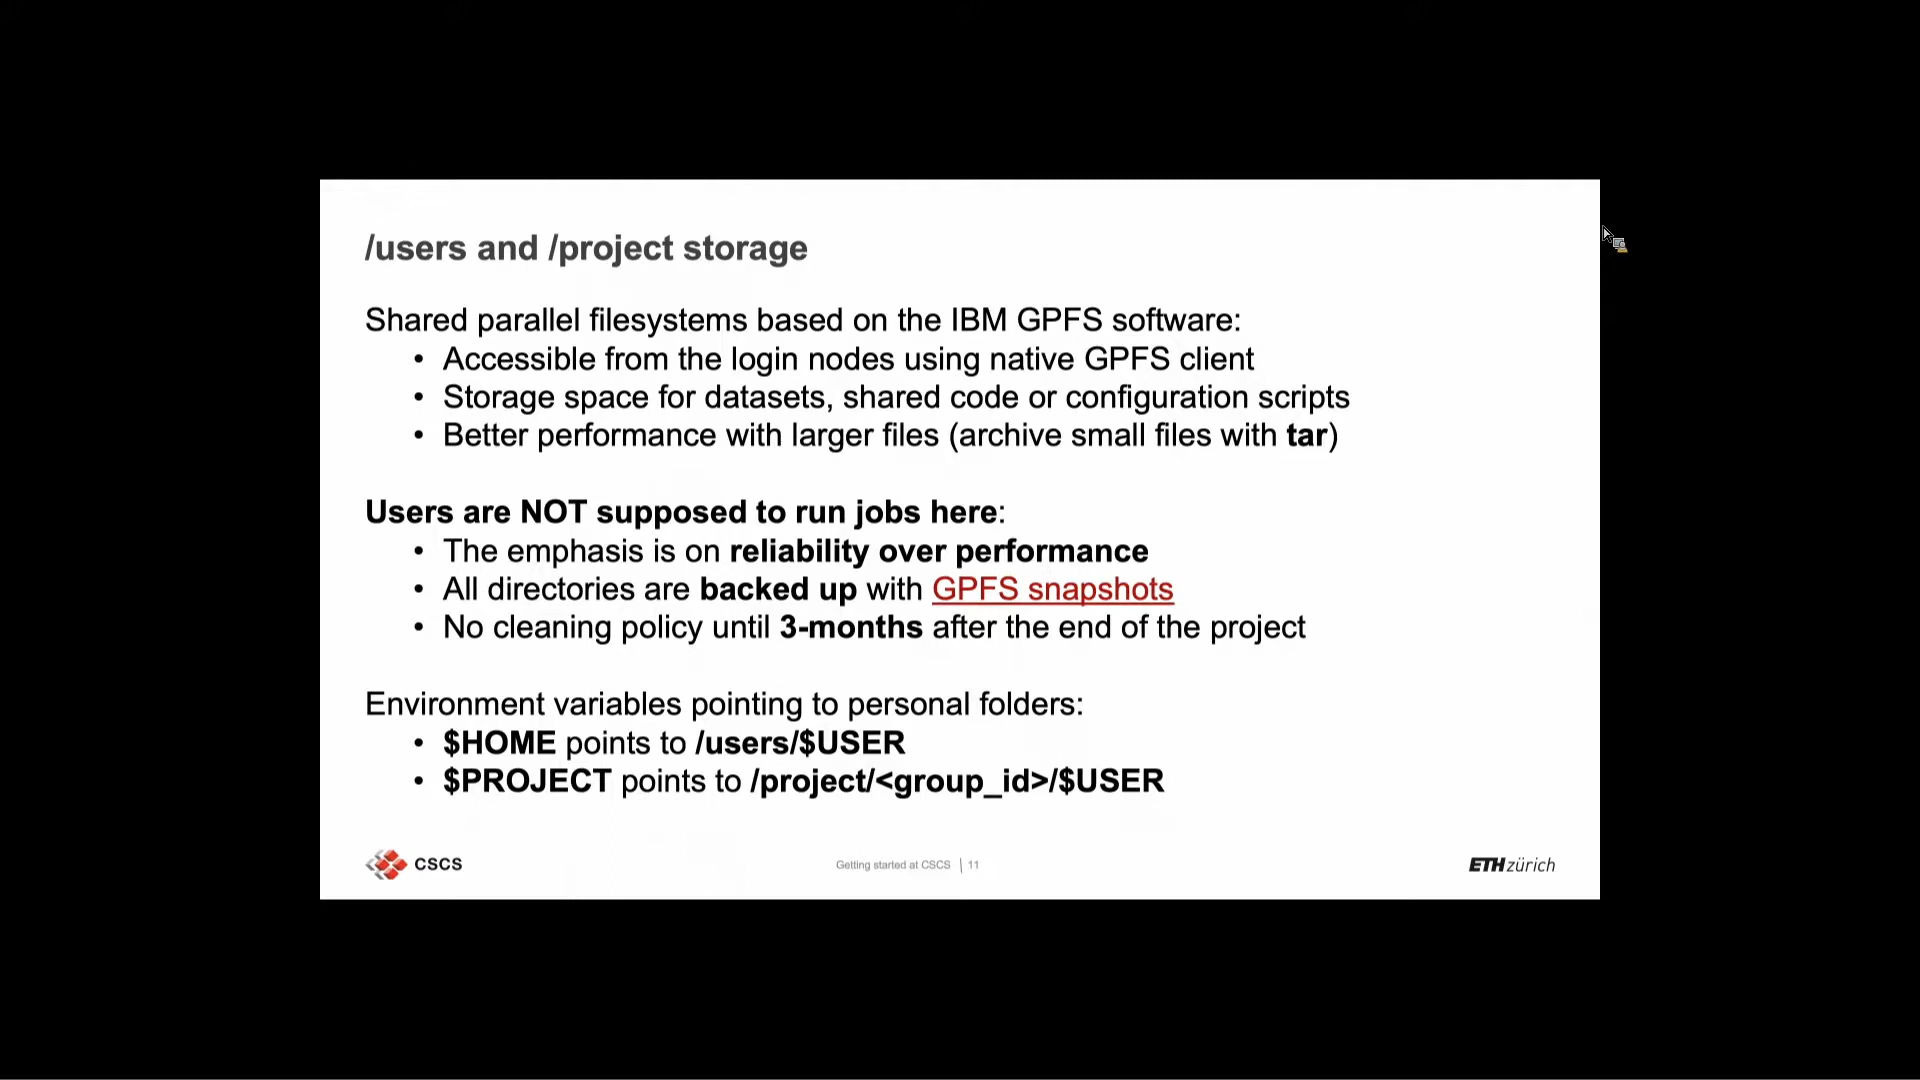 /users and /project storage
Shared parallel filesystems based on the IBM GPFS software:
• Accessible from the login nodes using native GPFS client
• Storage space for datasets, shared code or configuration scripts
• Better performance with larger files (archive small files with tar)
Users are NOT supposed to run jobs here:
• The emphasis is on reliability over performance
• All directories are backed up with GPFS snapshots
• No cleaning policy until 3-months after the end of the project
Environment variables pointing to personal folders:
• $HOME points to /users/$USER
• $PROJECT points to /project/<group_id>/$USER
CSCS
Getting started at CSCS | 11
ETH zürich